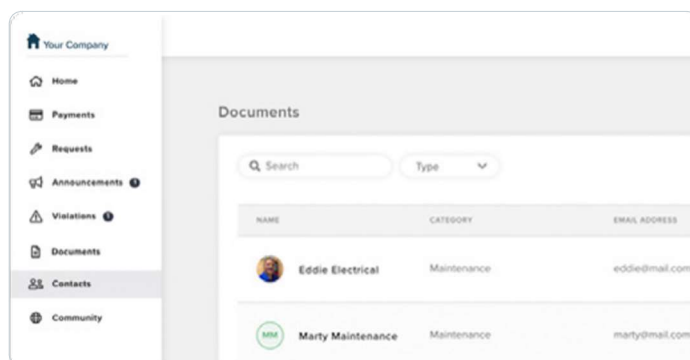 Your Company
Home
Payments
Requests
Announcements
Violations
Documents
Contacts
Community
Documents
Search
Type
NAME CATEGORY EMAIL ADDRESS
Eddie Electrical Maintenance eddie@mail.com
MM Marty Maintenance Maintenance marty@mail.com